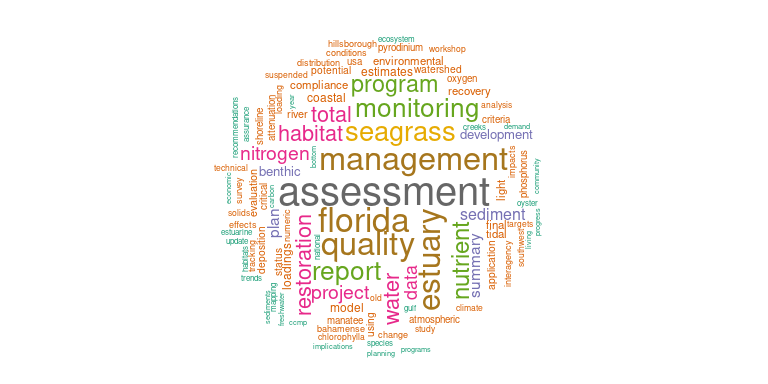 ecosystem
hillsborough
pyrodinium
workshop
conditions
usa
environmental
distribution
potential
estimates
watershed
suspended
compliance
program
oxygen
recovery
loading
year
coastal
monitoring
analysis
recommendations
assurance
shoreline
attenuation
river
total
criteria
habitat
seagrass
creeks
demand
development
nitrogen
bottom
management
impacts
phosphorus
community
technical
benthic
economic
survey
evaluation
critical
carbon
assessment
light
oyster
solids
plan
numeric
florida
sediment
effects
final
targets
progress
estuarine
tidal
southwest
living
update
quality
estuary
nutrient
summary
habitats
tracking
deposition
status
national
restoration
loadings
report
water
data
application
interagency
trends
project
old
sediments
mapping
freshwater
model
gulf
climate
ccmp
manatee
using
atmospheric
bahamense
change
study
chlorophylla
species
implications
planning
programs